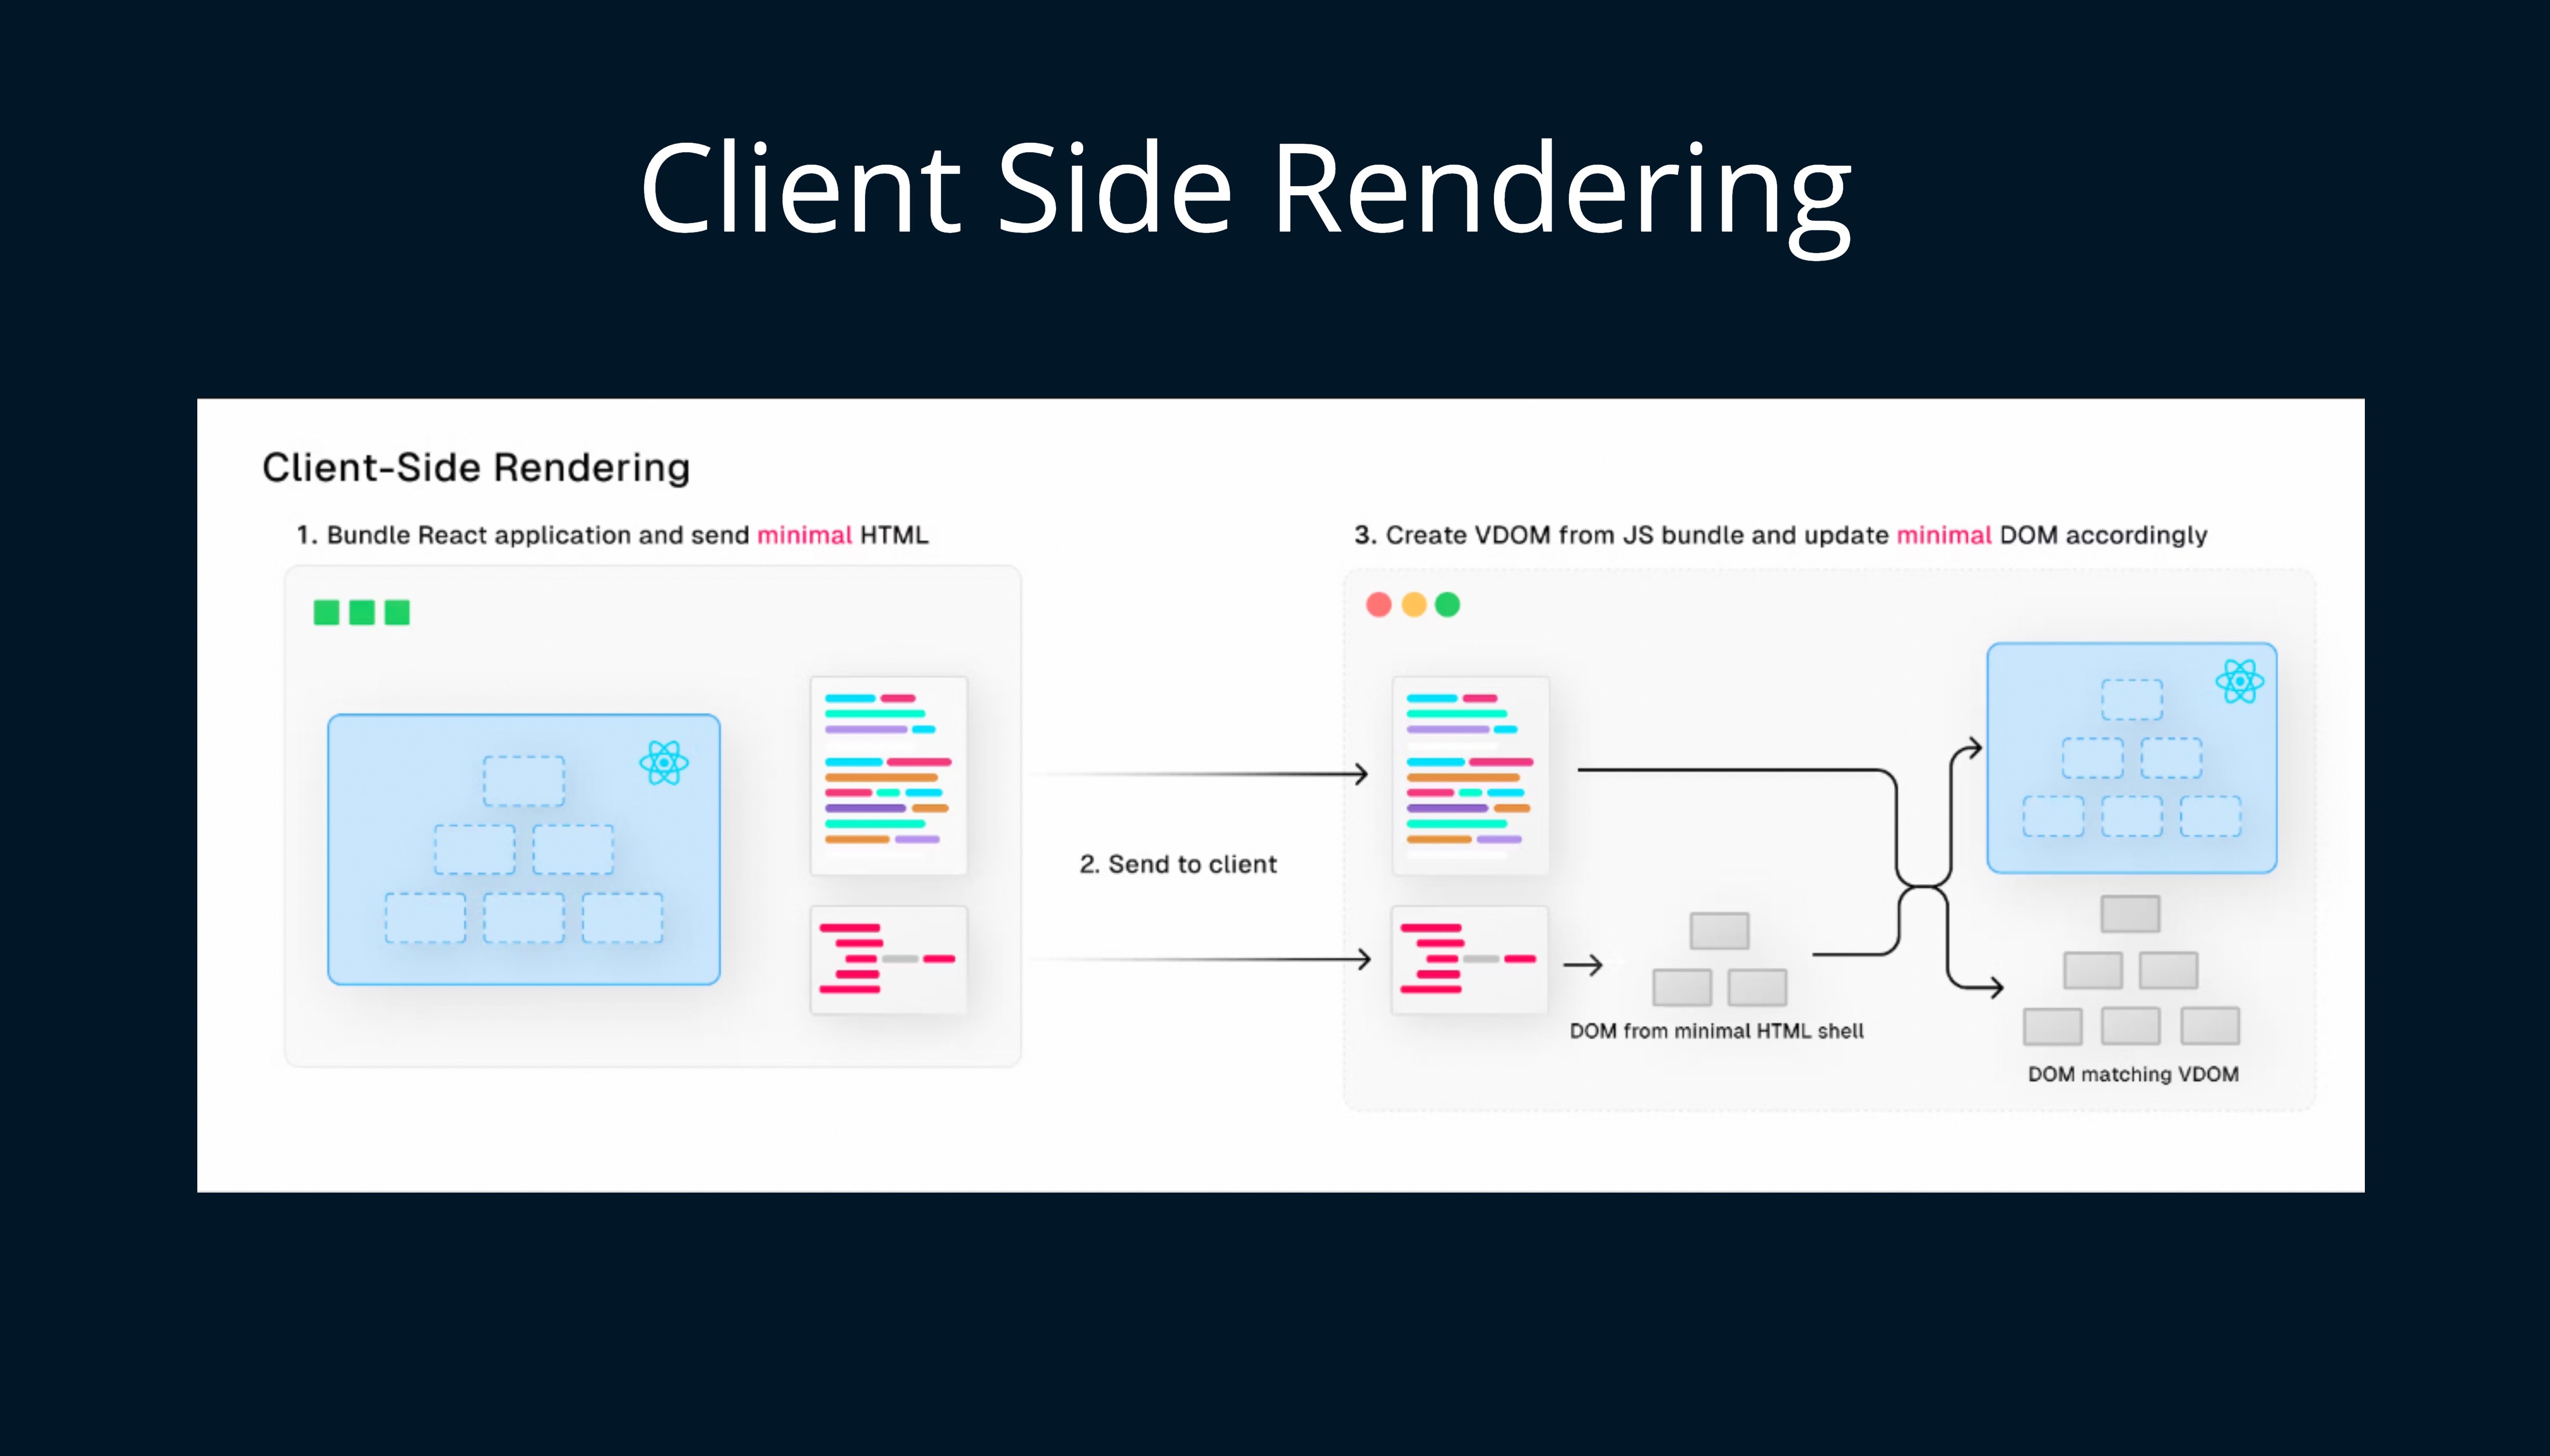 Client Side Rendering
Client-Side Rendering
1. Bundle React application and send minimal HTML
2. Send to client
3. Create VDOM from JS bundle and update minimal DOM accordingly
DOM from minimal HTML shell
DOM matching VDOM